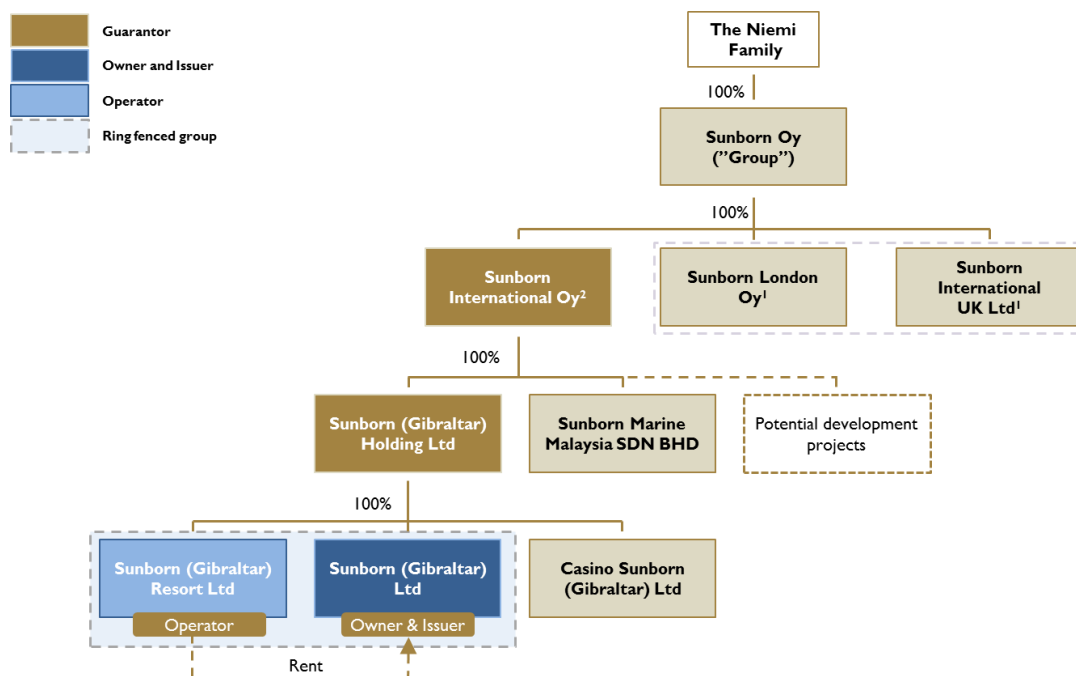 Guarantor
Owner and Issuer
Operator
Ring fenced group
The Niemi
Family
100%
Sunborn Oy
(”Group”)
100%
Sunborn
International Oy²
Sunborn London
Oy¹
Sunborn
International
UK Ltd¹
100%
Sunborn (Gibraltar)
Holding Ltd
Sunborn Marine
Malaysia SDN BHD
Potential development
projects
100%
Sunborn (Gibraltar)
Resort Ltd
Operator
Sunborn (Gibraltar)
Ltd
Owner & Issuer
Casino Sunborn
(Gibraltar) Ltd
Rent